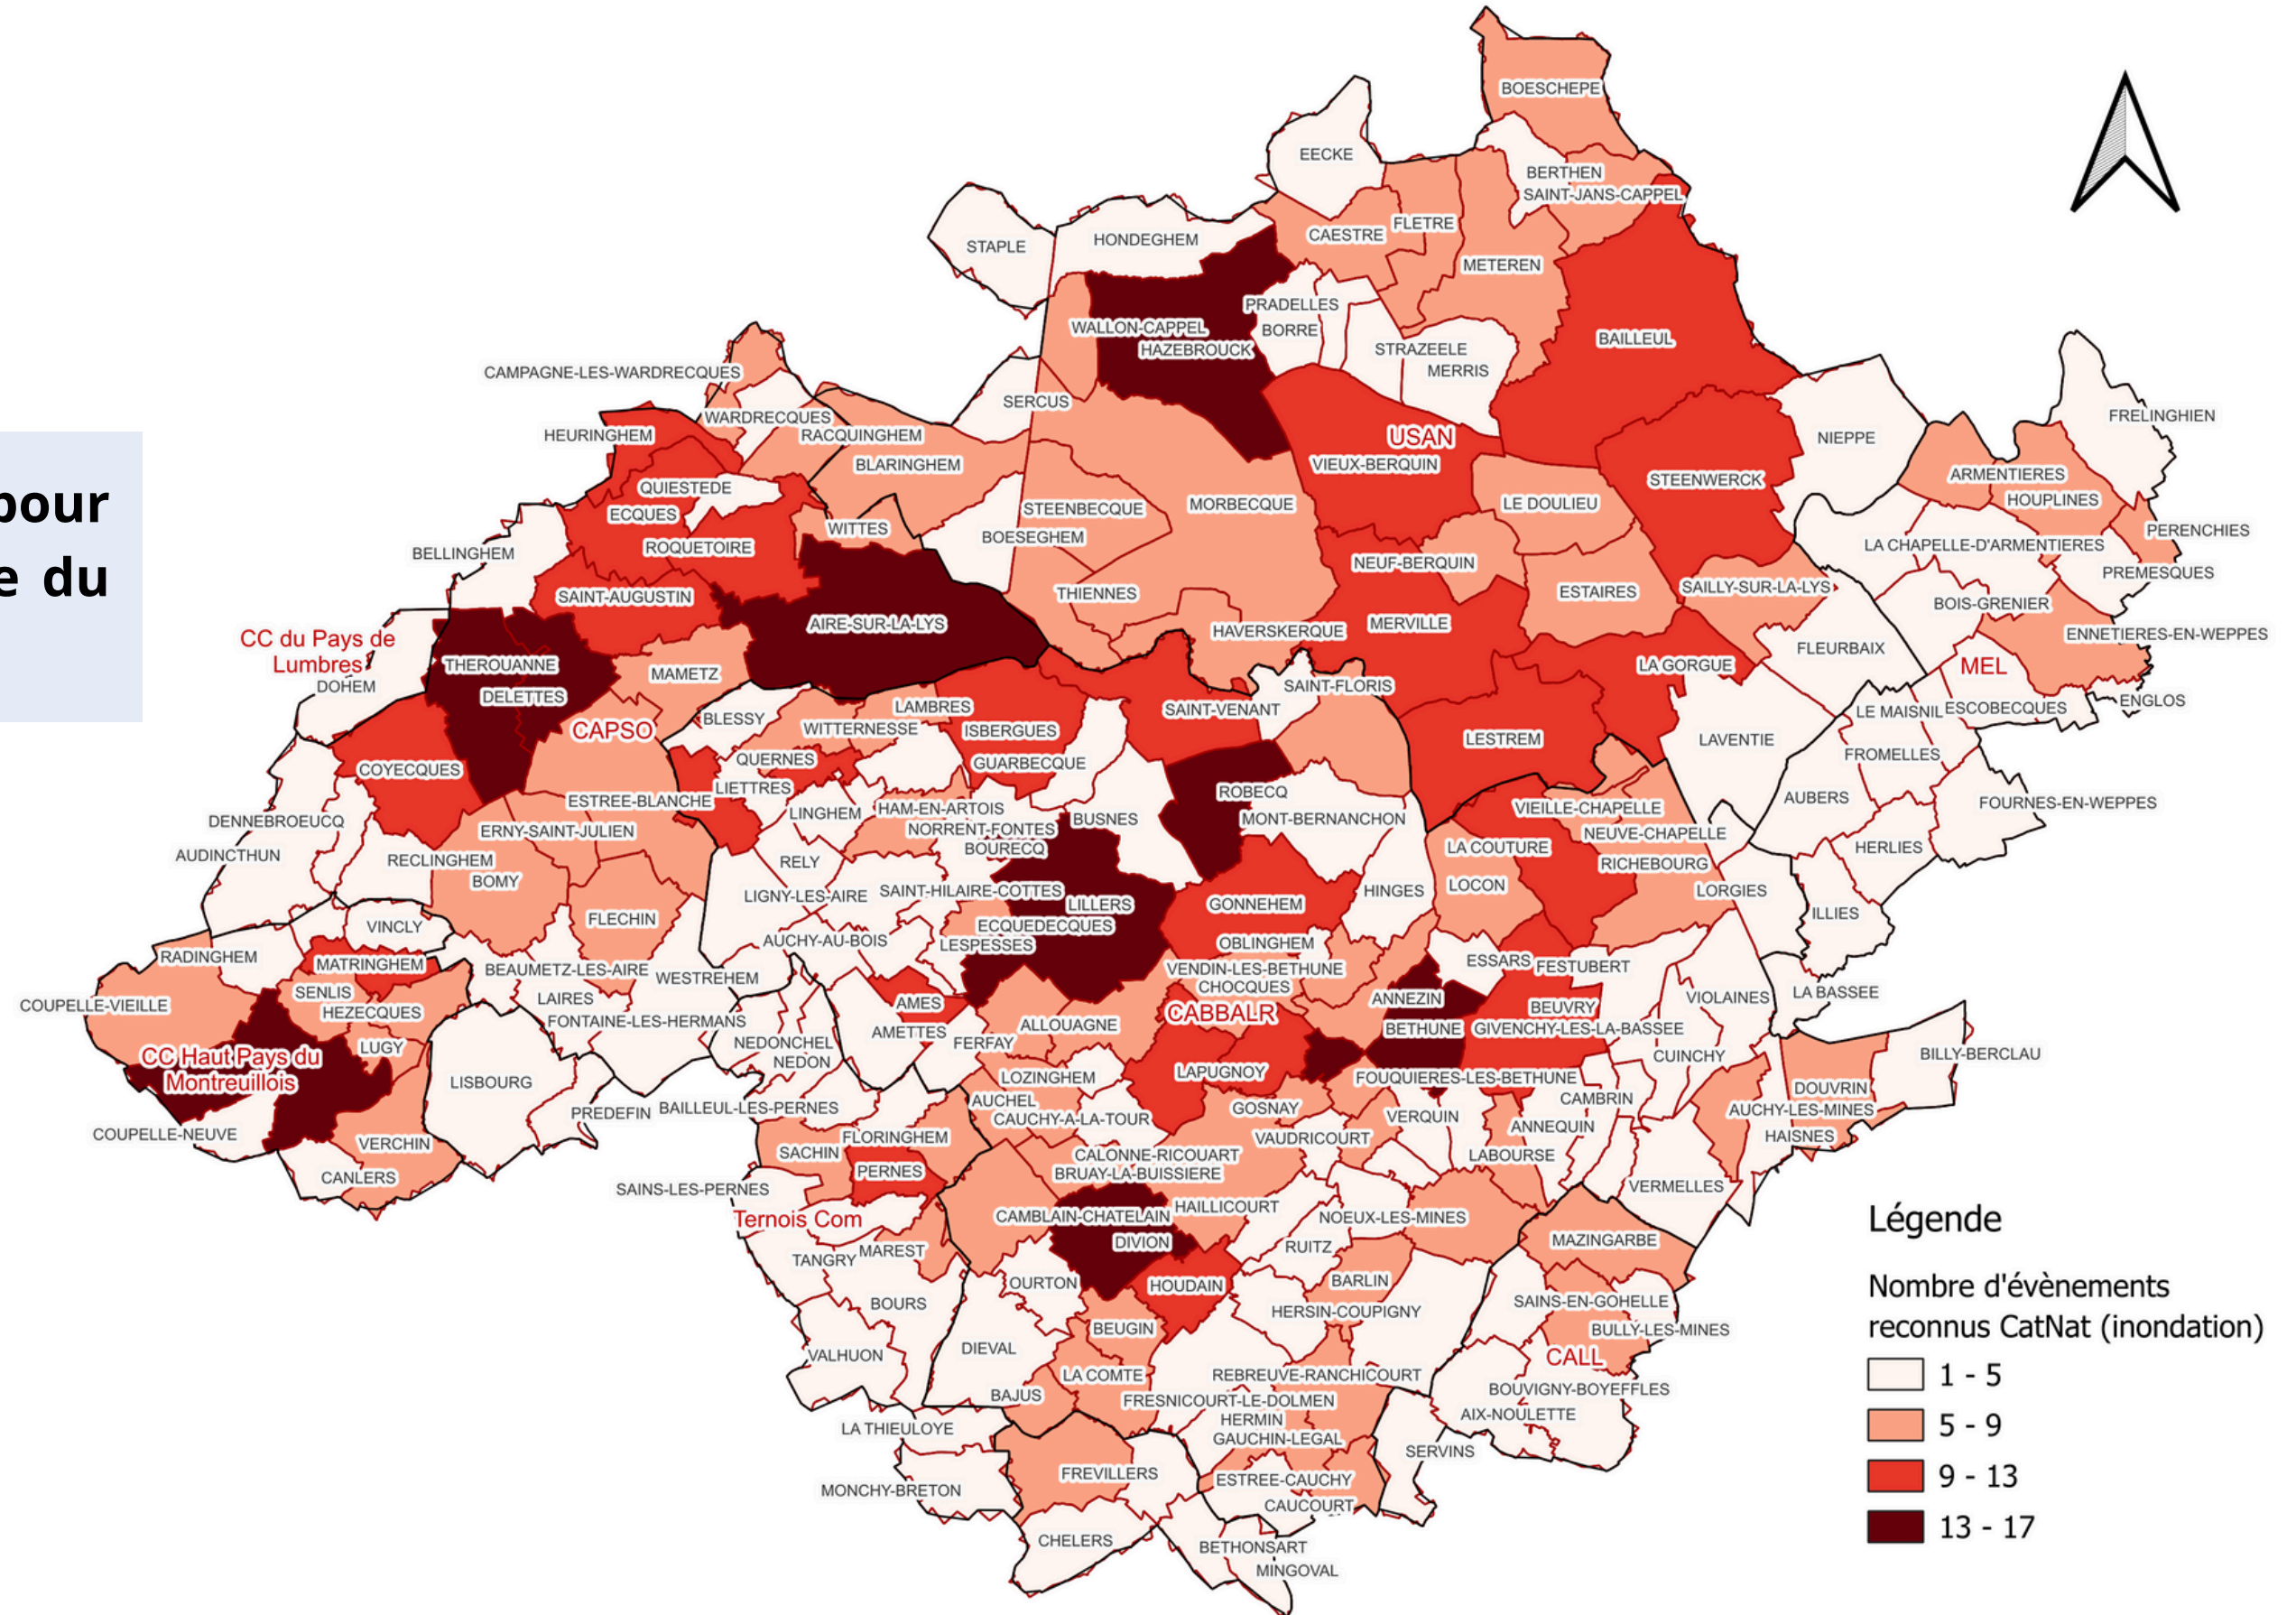 pour
e du
BOESCHEPE
EECKE
BERTHEN
SAINT-JANS-CAPPEL
STAPLE
HONDEGHEM
CAESTRE
FLETRE
METEREN
PRADELLES
WALLON-CAPPEL
BORRE
HAZEBROUCK
STRAZEELE
MERRIS
BAILLEUL
CAMPAGNE-LES-WARDRECQUES
SERCUS
WARDRECQUES
HEURINGHEM
RACQUINGHEM
BLARINGHEM
USAN
VIEUX-BERQUIN
NIEPPE
FRELINGHIEN
QUIESTEDE
ECQUES
STEENBECQUE
MORBECQUE
LE DOULIEU
STEENWERCK
ARMENTIERES
HOUPLINES
WITTES
BOESEGHEM
ROQUETOIRE
BELLINGHEM
PERENCHIES
LA CHAPELLE-D'ARMENTIERES
PREMESQUES
NEUF-BERQUIN
THIENNES
ESTAIRES
SAILLY-SUR-LA-LYS
SAINT-AUGUSTIN
AIRE-SUR-LA-LYS
HAVERSKERQUE
MERVILLE
BOIS-GRENIER
ENNETIERES-EN-WEPPES
FLEURBAIX
CC du Pays de
Lumbres
DOHEM
THEROUANNE
DELETTES
MAMETZ
LA GORGUE
MEL
SAINT-FLORIS
ENGLOS
CAPSO
BLESSY
LAMBRES
WITTERNESSE
ISBERGUES
SAINT-VENANT
LESTREM
LAVENTIE
LE MAISNIL
ESCOBECQUES
FROMELLES
COYECQUES
QUERNES
GUARBECQUE
ESTREE-BLANCHE
LIETTRES
LINGHEM
HAM-EN-ARTOIS
NORRENT-FONTES
BOURECQ
BUSNES
ROBECQ
MONT-BERNANCHON
VIEILLE-CHAPELLE
NEUVE-CHAPELLE
AUBERS
FOURNES-EN-WEPPES
DENNEBROEUCQ
ERNY-SAINT-JULIEN
AUDINCTHUN
RECLINGHEM
BOMY
RELY
LA COUTURE
RICHEBOURG
HERLIES
LIGNY-LES-AIRE
SAINT-HILAIRE-COTTES
LILLERS
GONNEHEM
HINGES
LOCON
LORGIES
ILLIES
VINCLY
FLECHIN
ECQUEDECQUES
LESPESSES
AUCHY-AU-BOIS
OBLINGHEM
RADINGHEM
MATRINGHEM
BEAUMETZ-LES-AIRE
WESTREHEM
VENDIN-LES-BETHUNE
CHOCQUES
ESSARS
FESTUBERT
COUPELLE-VIEILLE
SENLIS
HEZECQUES
LAIRES
FONTAINE-LES-HERMANS
AMES
AMETTES
CABBALR
ANNEZIN
BETHUNE
BEUVRY
GIVENCHY-LES-LA-BASSEE
VIOLAINES
LA BASSEE
CC Haut Pays du
Montreuillois
LUGY
LISBOURG
NEDONCHEL
NEDON
FERFAY
ALLOUAGNE
LOZINGHEM
LAPUGNOY
FOUQUIERES-LES-BETHUNE
CUINCHY
BILLY-BERCLAU
DOUVRIN
COUPELLE-NEUVE
VERCHIN
CANLERS
PREDEFIN
BAILLEUL-LES-PERNES
AUCHEL
CAUCHY-A-LA-TOUR
GOSNAY
VERQUIN
CAMBRIN
AUCHY-LES-MINES
HAISNES
ANNEQUIN
FLORINGHEM
SACHIN
PERNES
VAUDRICOURT
LABOURSE
CALONNE-RICOUART
BRUAY-LA-BUISSIERE
SAINS-LES-PERNES
VERMELLES
Ternois Com
CAMBLAIN-CHATELAIN
HAILLICOURT
NOEUX-LES-MINES
DIVION
RUITZ
MAZINGARBE
TANGRY
MAREST
OURTON
HOUDAIN
BARLIN
BOURS
HERSIN-COUPIGNY
SAINS-EN-GOHELLE
BULLY-LES-MINES
BEUGIN
VALHUON
DIEVAL
CALL
LA COMTE
REBREUVE-RANCHICOURT
BAJUS
FRESNICOURT-LE-DOLMEN
BOUVIGNY-BOYEFFLES
AIX-NOULETTE
LA THIEULOYE
HERMIN
GAUCHIN-LEGAL
SERVINS
MONCHY-BRETON
FREVILLERS
ESTREE-CAUCHY
CAUCOURT
CHELERS
BETHONSART
MINGOVAL
Légende
Nombre d'évènements
reconnus CatNat (inondation)
1 - 5
5 - 9
9 - 13
13 - 17